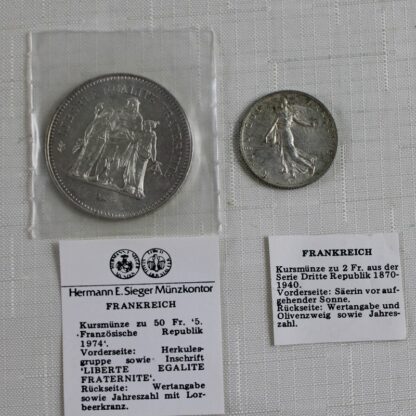 Hermann E. Sieger Münzkontor
FRANKREICH
Kursmünze zu 50 Fr. '5.
Französische Republik
1974'.
Vorderseite: Herkules-
gruppe sowie Inschrift
'LIBERTE EGALITE
FRATERNITE'.
Rückseite: Wertangabe
sowie Jahreszahl mit Lor-
beerkranz.
FRANKREICH
Kursmünze zu 2 Fr. aus der
Serie Dritte Republik 1870-
1940.
Vorderseite: Säerin vor auf-
gehender Sonne.
Rückseite: Wertangabe und
Olivenzweig sowie Jahres-
zahl.